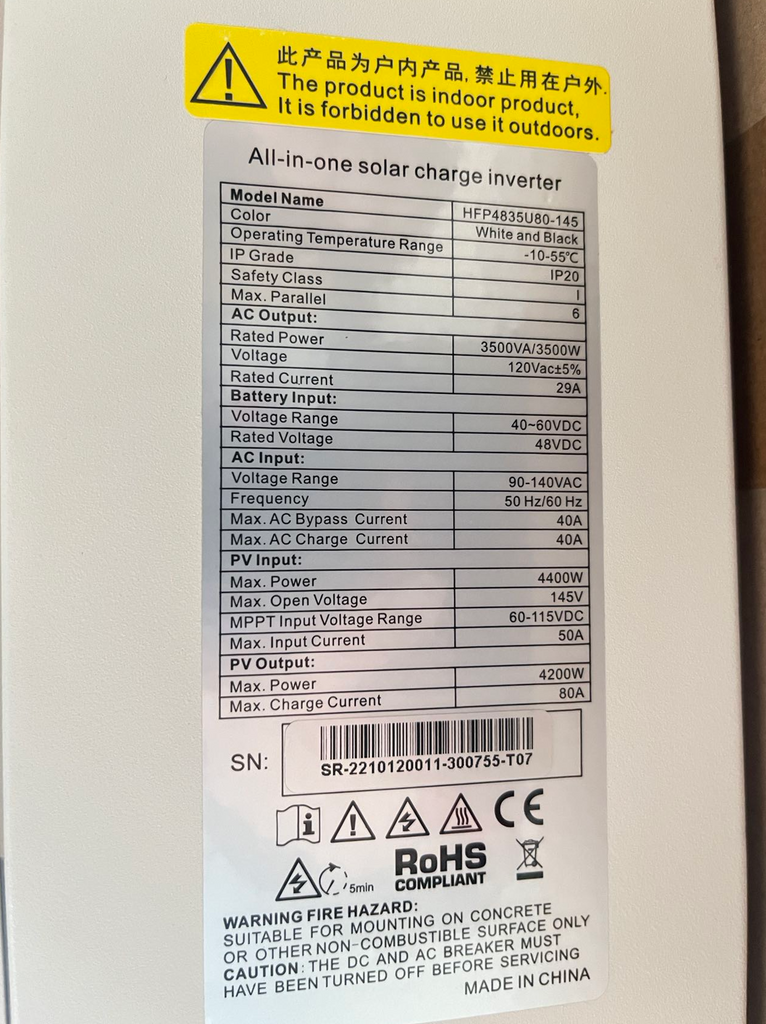 此产品为户内产品,禁止用在户外.
The product is indoor product,
It is forbidden to use it outdoors.
All-in-one solar charge inverter
Model Name HFP4835U80-145
Color White and Black
Operating Temperature Range -10-55℃
IP Grade IP20
Safety Class I
Max. Parallel 6
AC Output:
Rated Power 3500VA/3500W
Voltage 120Vac±5%
Rated Current 29A
Battery Input:
Voltage Range 40~60VDC
Rated Voltage 48VDC
AC Input:
Voltage Range 90-140VAC
Frequency 50 Hz/60 Hz
Max. AC Bypass Current 40A
Max. AC Charge Current 40A
PV Input:
Max. Power 4400W
Max. Open Voltage 145V
MPPT Input Voltage Range 60-115VDC
Max. Input Current 50A
PV Output:
Max. Power 4200W
Max. Charge Current 80A
SN: SR-2210120011-300755-T07
CE
5min
RoHS
COMPLIANT
WARNING FIRE HAZARD:
SUITABLE FOR MOUNTING ON CONCRETE
OR OTHER NON-COMBUSTIBLE SURFACE ONLY
CAUTION: THE DC AND AC BREAKER MUST
HAVE BEEN TURNED OFF BEFORE SERVICING
MADE IN CHINA